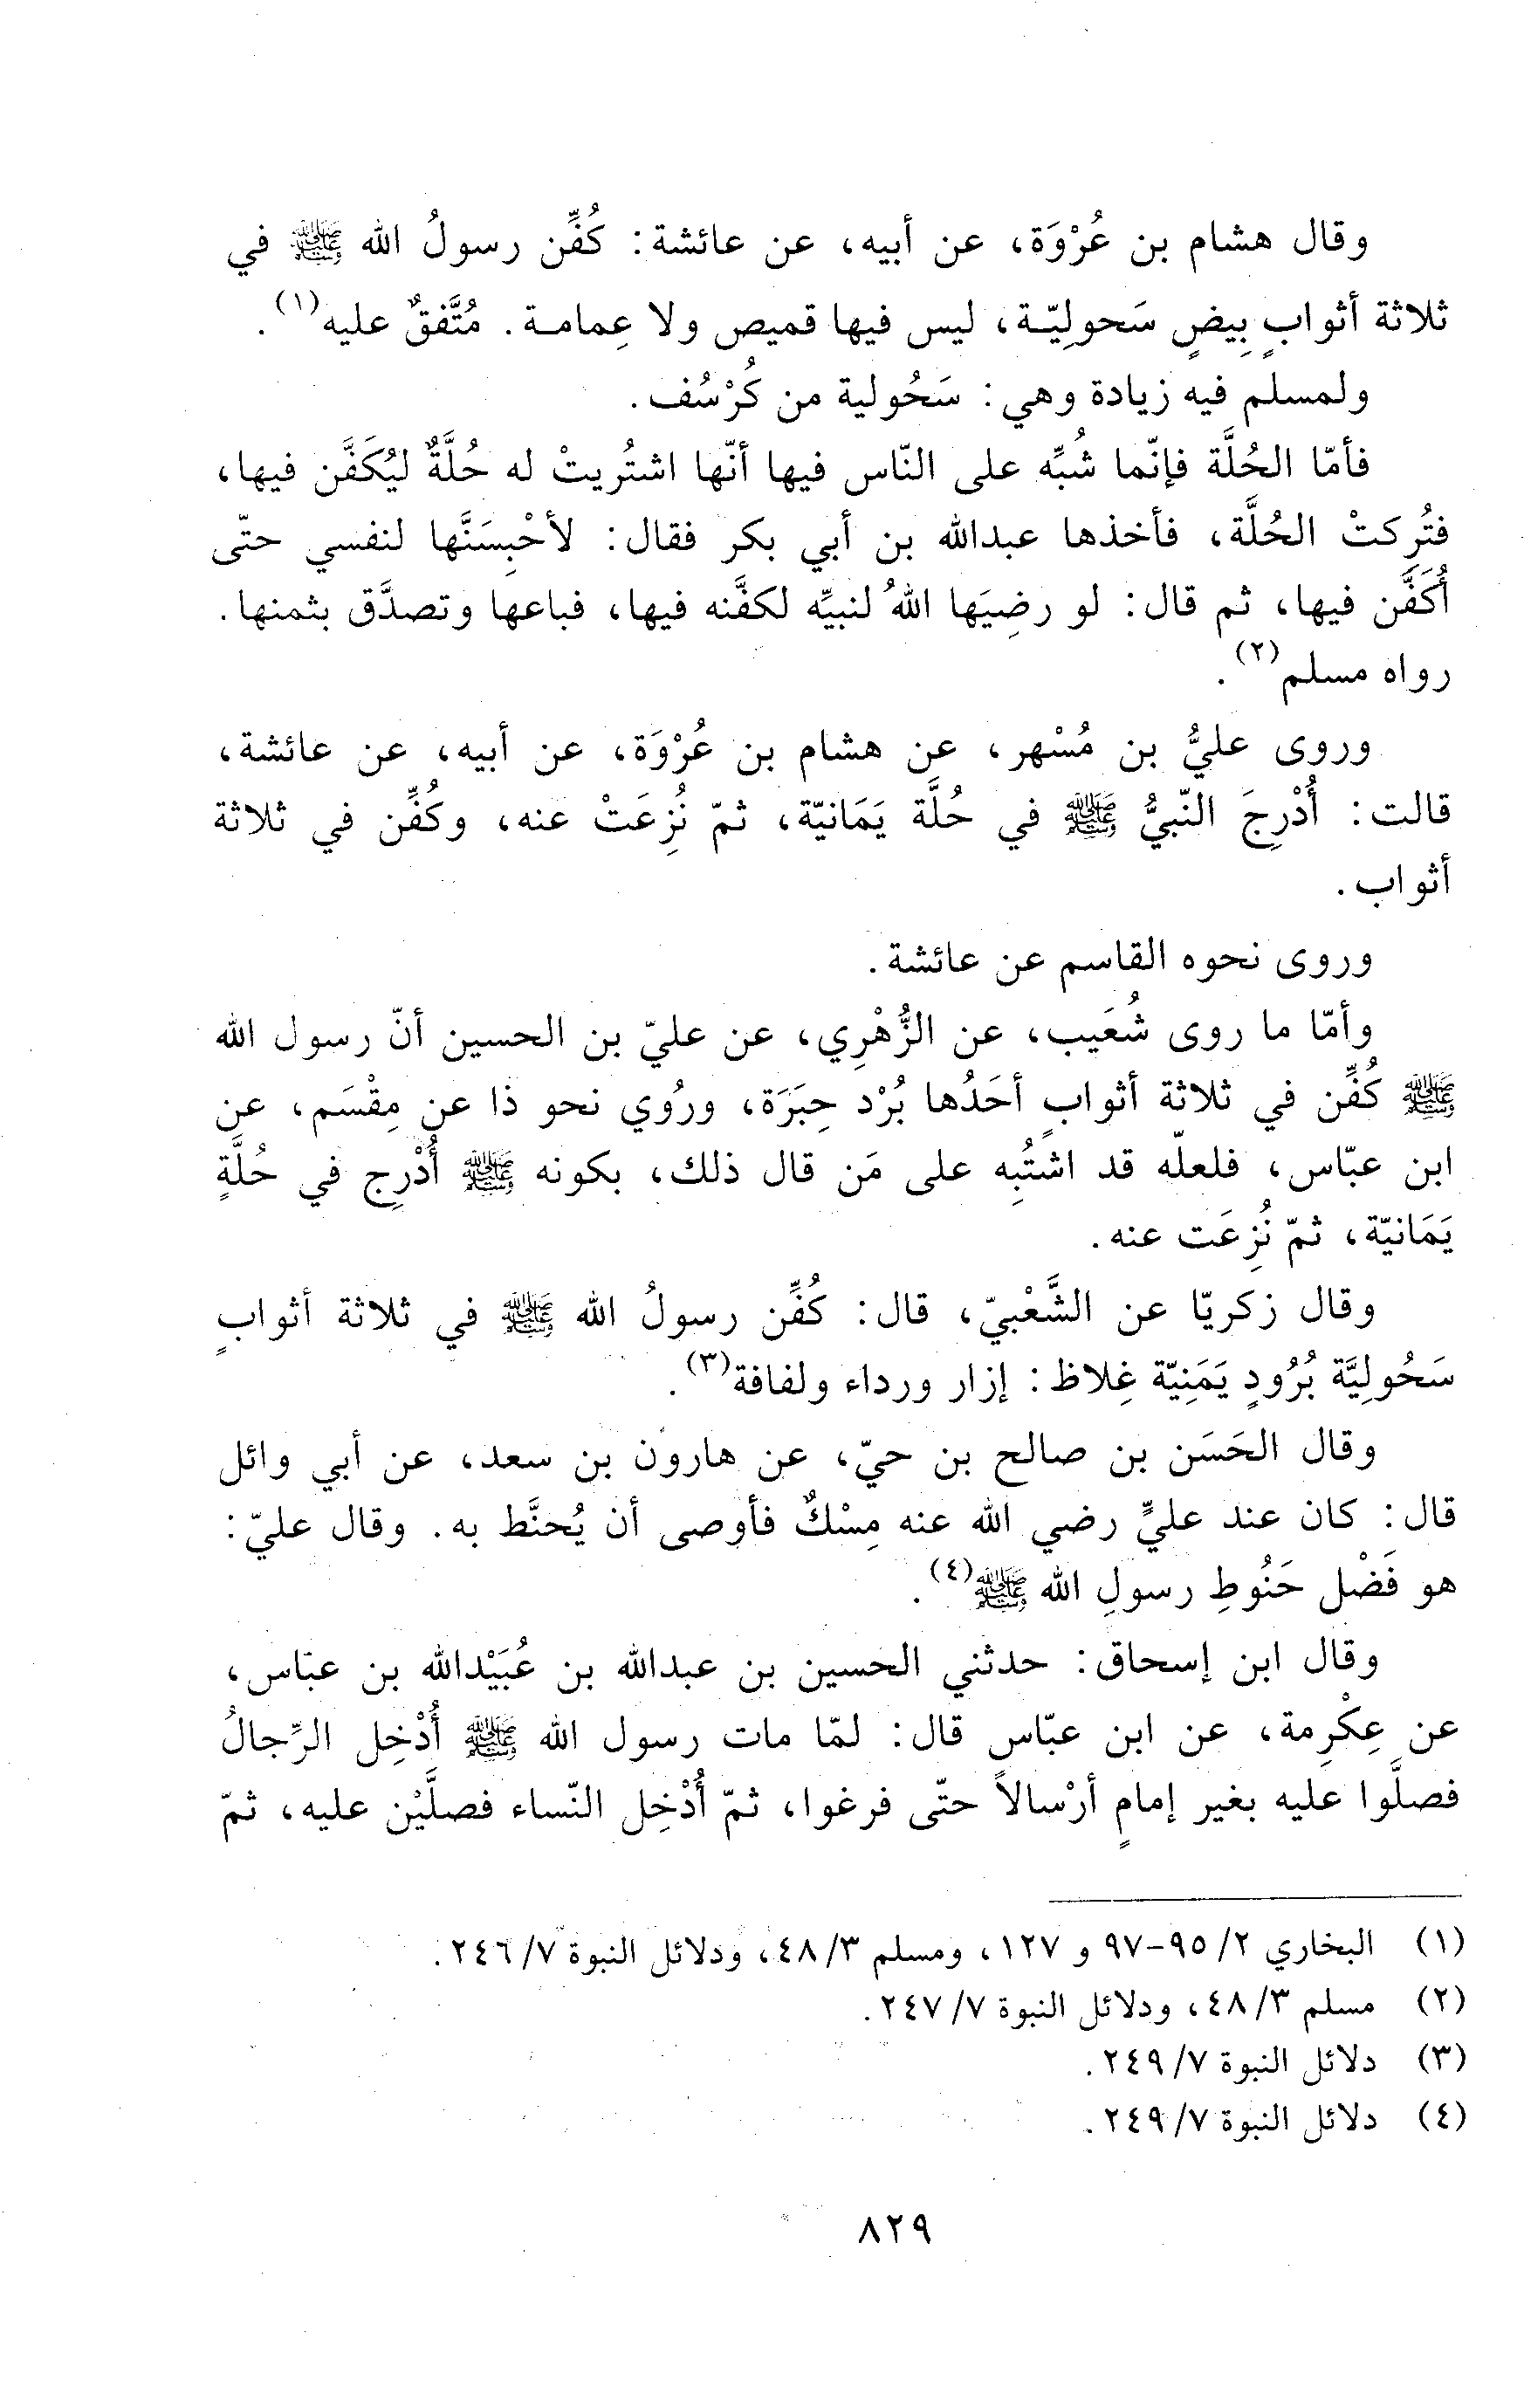 وقال هشام بن عُرْوَة، عن أبيه، عن عائشة: كُفِّن رسولُ الله ﷺ في
ثلاثة أثوابٍ بِيضٍ سَحولِيّـة، ليس فيها قميص ولا عِمامـة. مُتَّفقٌ عليه(١).
ولمسلم فيه زيادة وهي: سَحُولية من كُرْسُف.
فأمّا الحُلَّة فإنّما شُبِّه على النّاس فيها أنّها اشتُريتْ له حُلَّةٌ ليُكَفَّن فيها،
فتُرِكتْ الحُلَّة، فأخذها عبدالله بن أبي بكر فقال: لأحْبِسَنَّها لنفسي حتّى
أُكَفَّن فيها، ثم قال: لو رضِيَها اللهُ لنبيِّه لكفَّنه فيها، فباعها وتصدَّق بثمنها.
رواه مسلم(٢).
وروى عليُّ بن مُسْهر، عن هشام بن عُرْوَة، عن أبيه، عن عائشة،
قالت: أُدْرِجَ النّبيُّ ﷺ في حُلَّة يَمَانيّة، ثمّ نُزِعَتْ عنه، وكُفِّن في ثلاثة
أثواب.
وروى نحوه القاسم عن عائشة.
وأمّا ما روى شُعَيب، عن الزُّهْرِي، عن عليّ بن الحسين أنّ رسول الله
ﷺ كُفِّن في ثلاثة أثوابٍ أحَدُها بُرْد حِبَرَة، ورُوي نحو ذا عن مِقْسَم، عن
ابن عبّاس، فلعلّه قد اشتُبِه على مَن قال ذلك، بكونه ﷺ أُدْرِج في حُلَّةٍ
يَمَانيّة، ثمّ نُزِعَت عنه.
وقال زكريّا عن الشَّعْبيّ، قال: كُفِّن رسولُ الله ﷺ في ثلاثة أثوابٍ
سَحُولِيَّة بُرُودٍ يَمَنِيّة غِلاظ: إزار ورداء ولفافة(٣).
وقال الحَسَن بن صالح بن حيّ، عن هارون بن سعد، عن أبي وائل
قال: كان عند عليٍّ رضي الله عنه مِسْكٌ فأوصى أن يُحنَّط به. وقال عليّ:
هو فَضْل حَنُوطِ رسولِ الله ﷺ(٤).
وقال ابن إسحاق: حدثني الحسين بن عبدالله بن عُبَيْدالله بن عبّاس،
عن عِكْرِمة، عن ابن عبّاس قال: لمّا مات رسول الله ﷺ أُدْخِل الرِّجالُ
فصلَّوا عليه بغير إمامٍ أرْسالاً حتّى فرغوا، ثمّ أُدْخِل النّساء فصلَّيْن عليه، ثمّ
(١) البخاري ٢/ ٩٥-٩٧ و ١٢٧، ومسلم ٣/ ٤٨، ودلائل النبوة ٧/ ٢٤٦.
(٢) مسلم ٣/ ٤٨، ودلائل النبوة ٧/ ٢٤٧.
(٣) دلائل النبوة ٧/ ٢٤٩.
(٤) دلائل النبوة ٧/ ٢٤٩.
٨٢٩